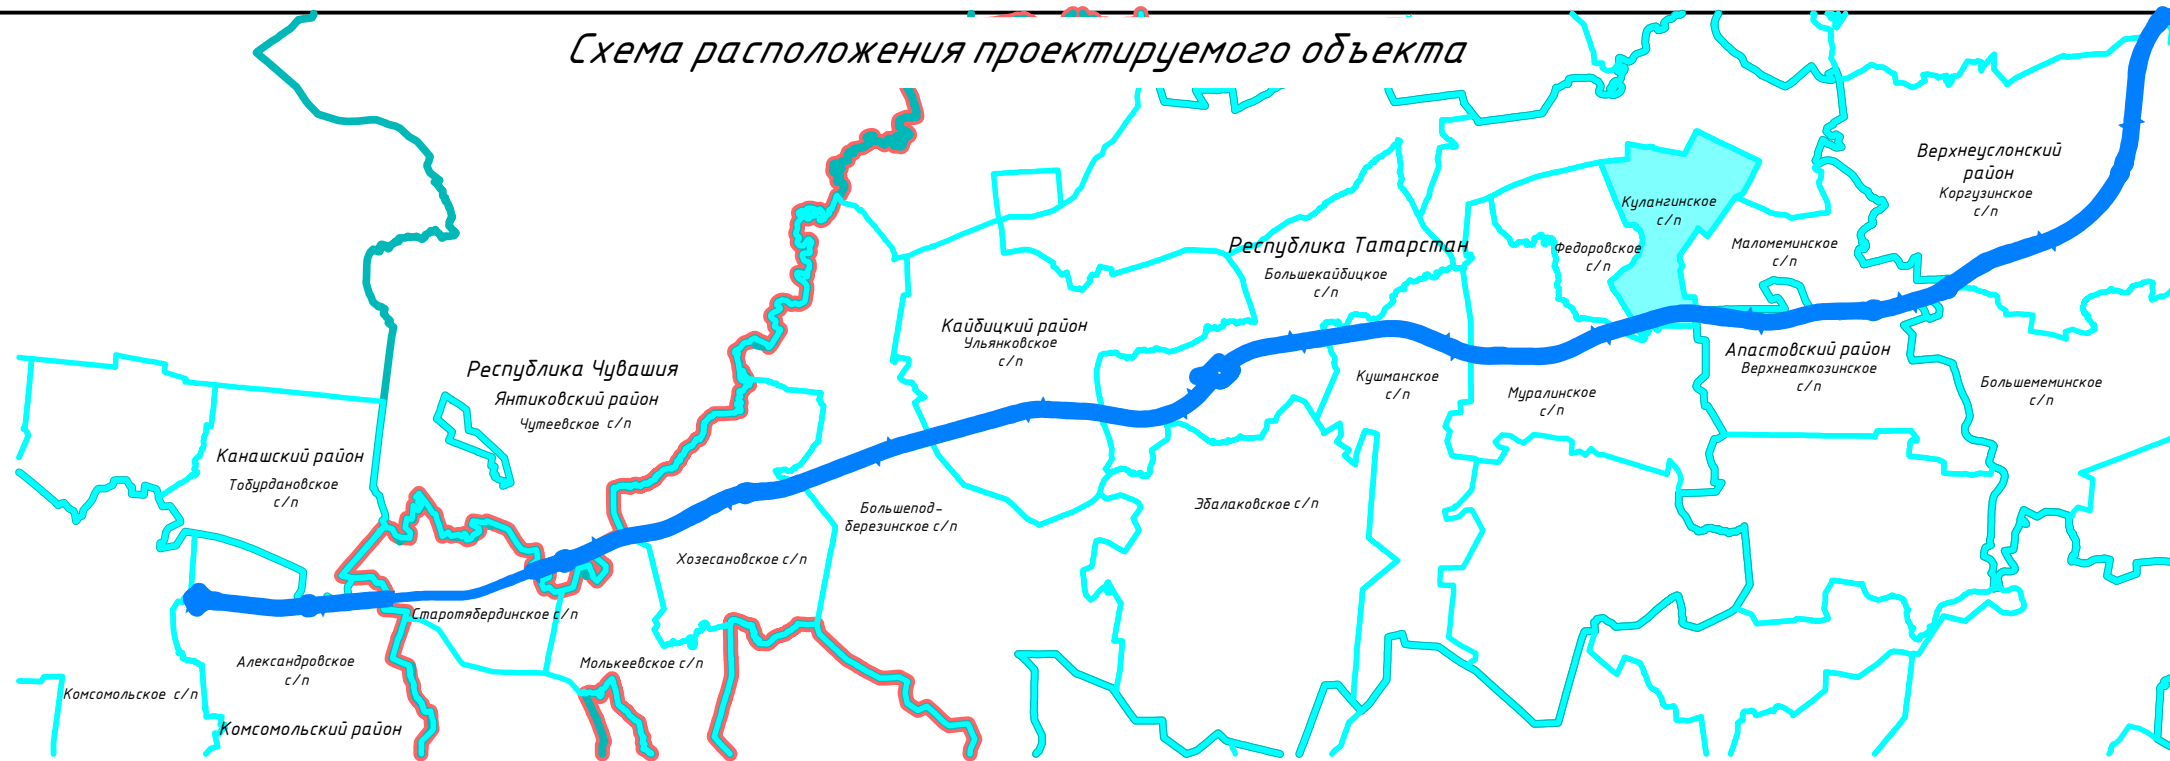 Схема расположения проектируемого объекта
Верхнеуслонский
район
Коргузинское
с/п
Кулангинское
с/п
Федоровское
с/п
Маломеминское
с/п
Республика Татарстан
Большекайбицкое
с/п
Кайбицкий район
Ульянковское
с/п
Апастовский район
Верхнеаткозинское
с/п
Кушманское
с/п
Муралинское
с/п
Большемеминское
с/п
Республика Чувашия
Янтиковский район
Чутеевское с/п
Канашский район
Тобурдановское
с/п
Большепод-
березинское с/п
Эбалаковское с/п
Хозесановское с/п
Старотябердинское с/п
Молькеевское с/п
Александровское
с/п
Комсомольское с/п
Комсомольский район